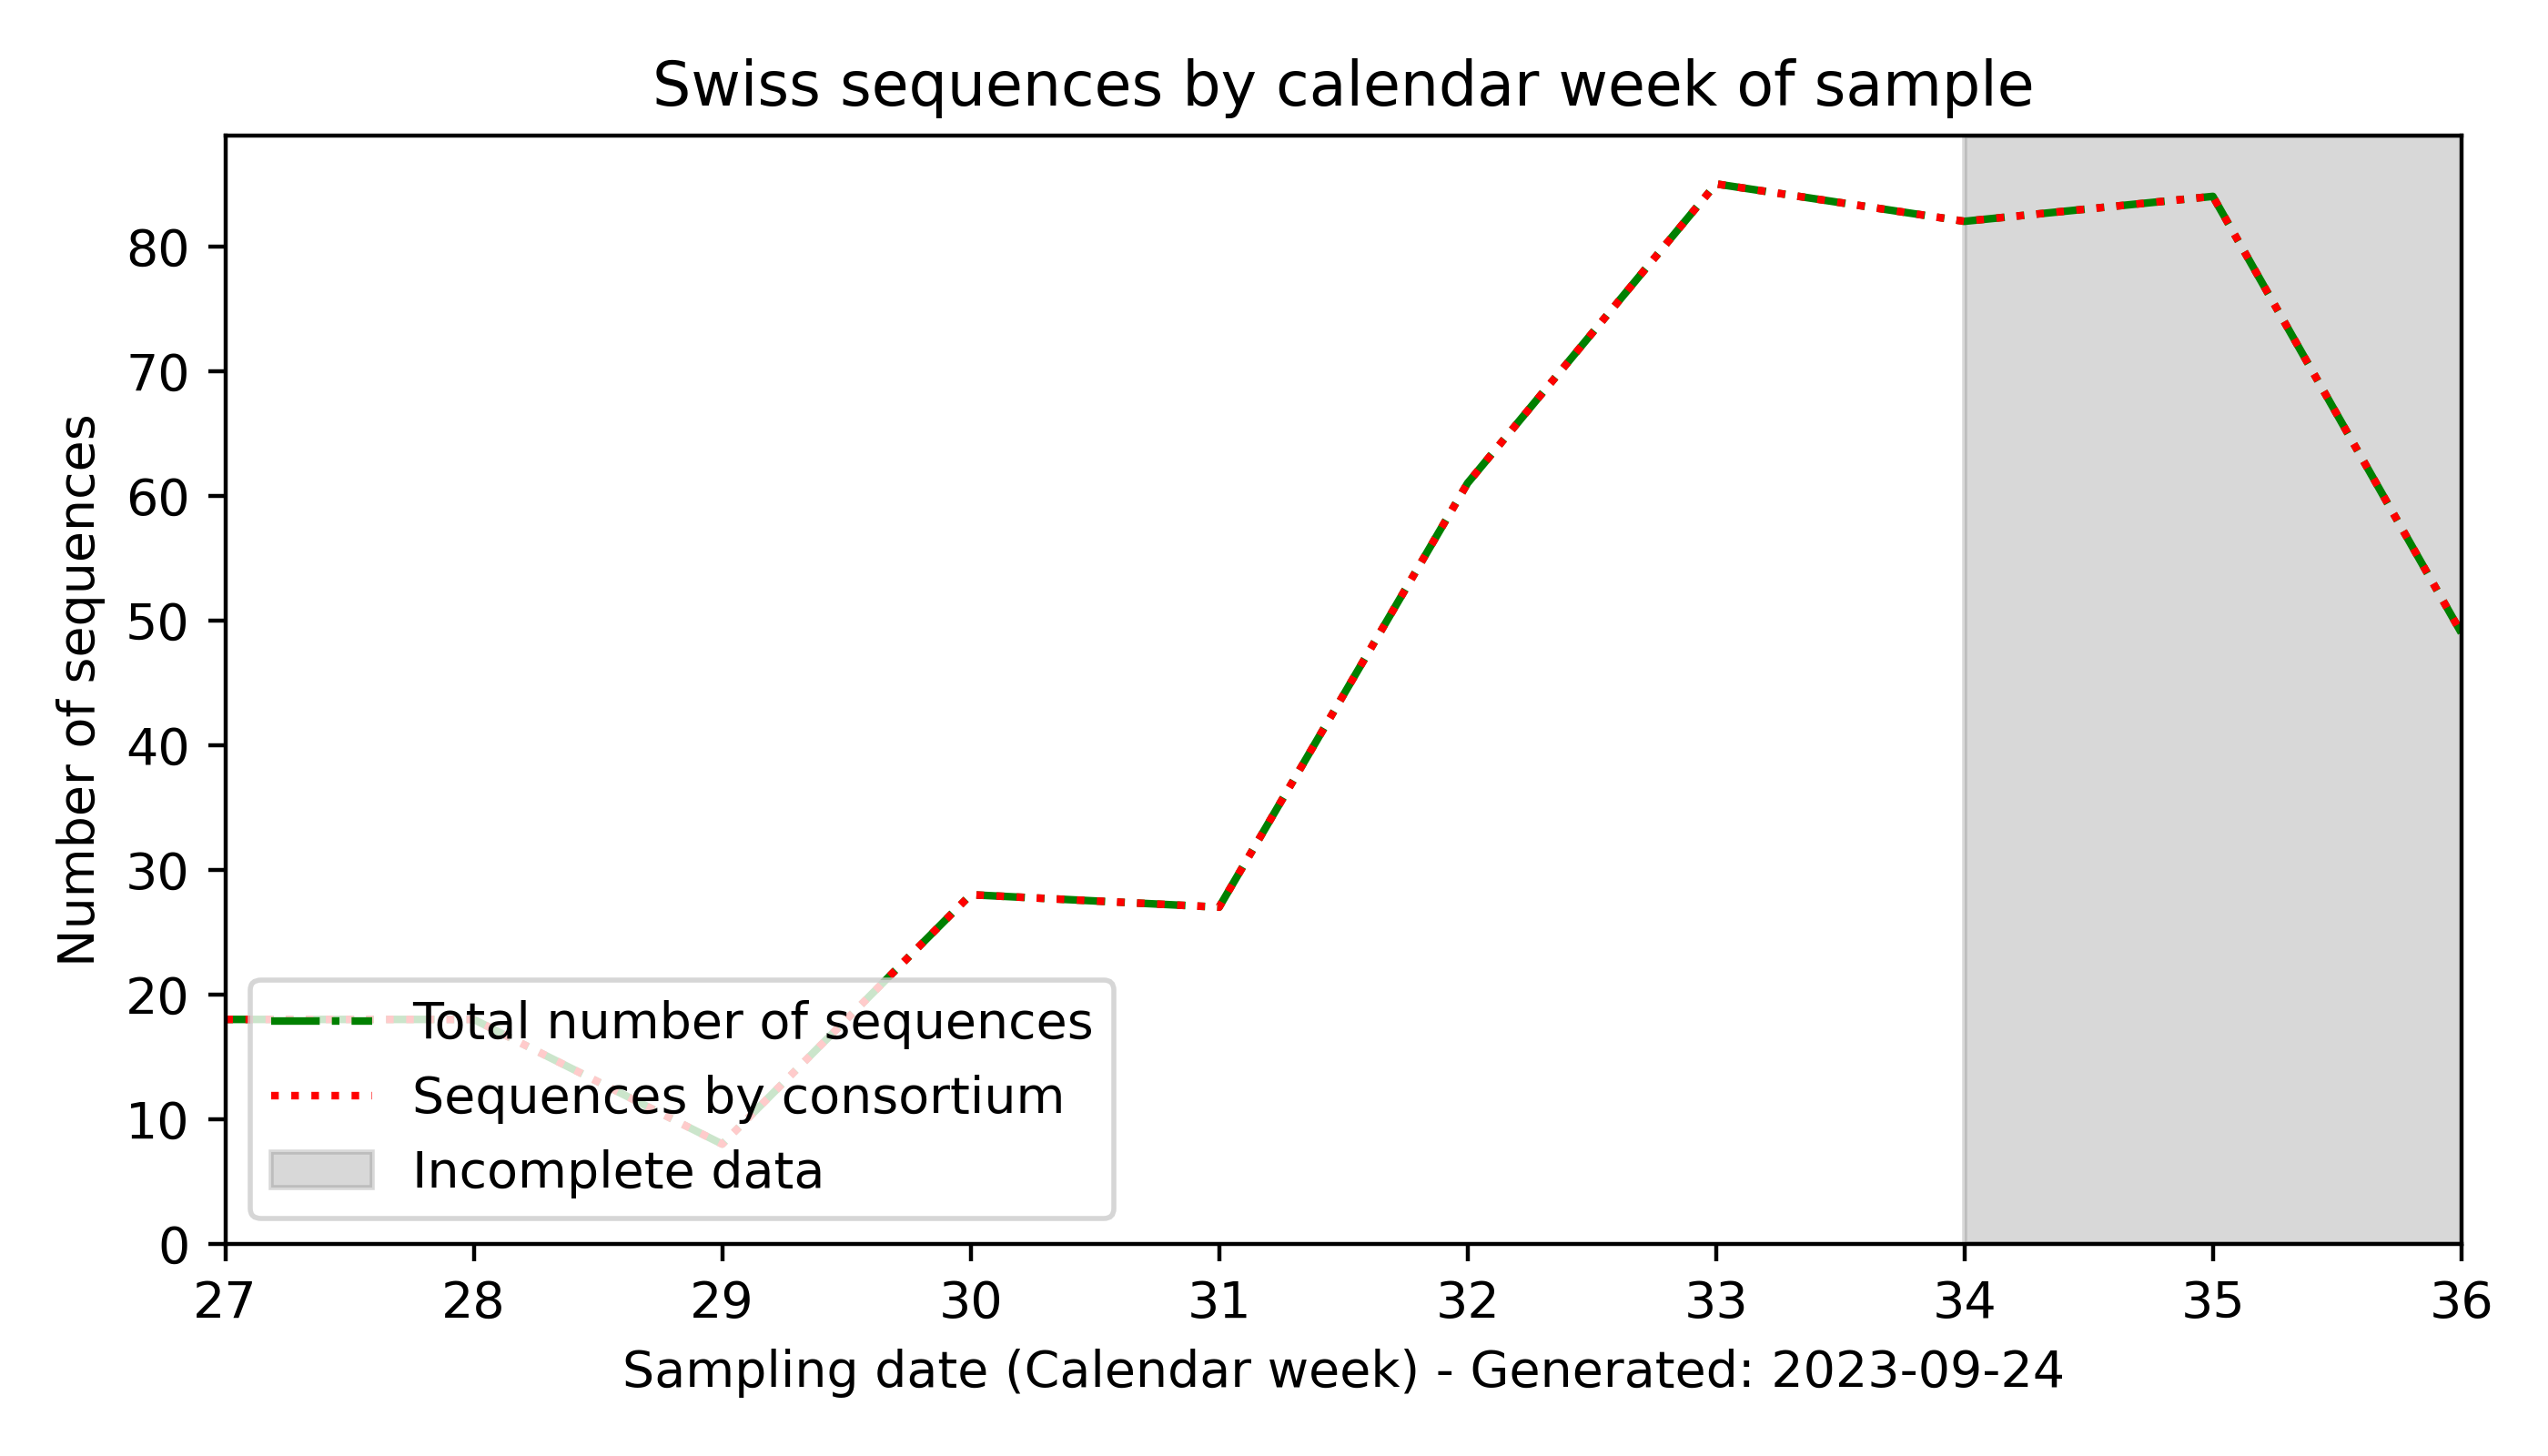 Swiss sequences by calendar week of sample
Number of sequences
80
70
60
50
40
30
20
10
0
Total number of sequences
Sequences by consortium
Incomplete data
27 28 29 30 31 32 33 34 35 36
Sampling date (Calendar week) - Generated: 2023-09-24